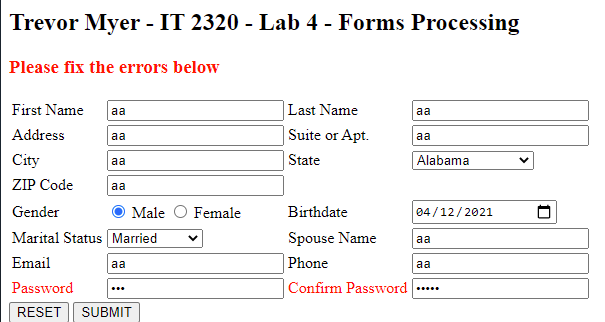 Trevor Myer - IT 2320 - Lab 4 - Forms Processing
Please fix the errors below
First Name aa Last Name aa
Address aa Suite or Apt. aa
City aa State Alabama
ZIP Code aa
Gender Male Female Birthdate 04/12/2021
Marital Status Married Spouse Name aa
Email aa Phone aa
Password ••• Confirm Password •••••
RESET SUBMIT